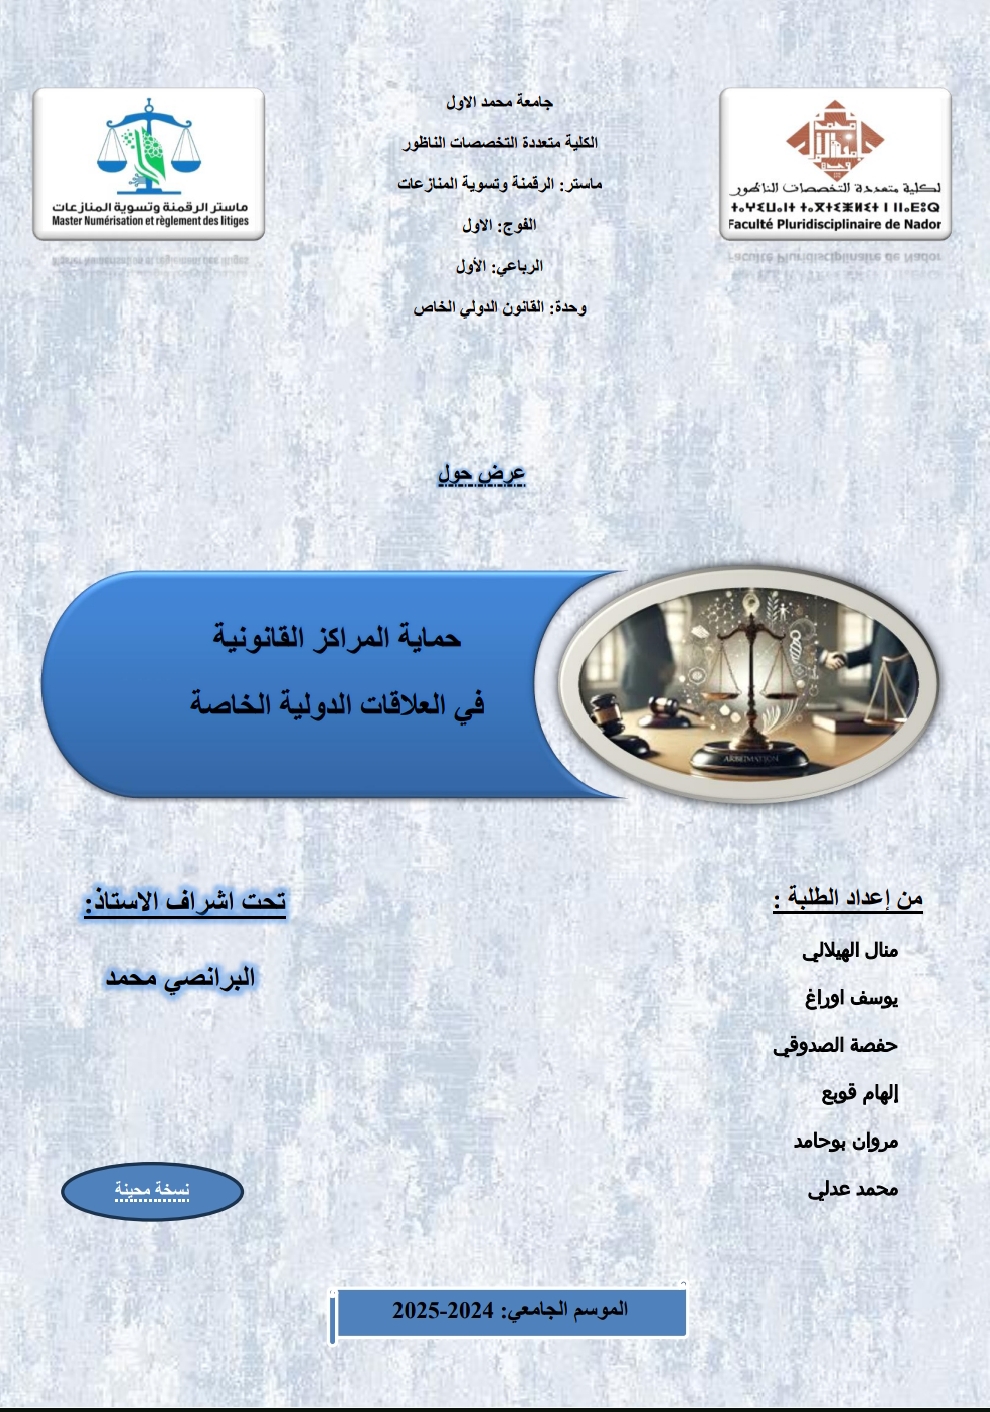 جامعة محمد الاول
الكلية متعددة التخصصات الناظور
ماستر: الرقمنة وتسوية المنازعات
الفوج: الاول
الرباعي: الأول
وحدة: القانون الدولي الخاص
لكلية متعددة التخصصات الناظور
Faculté Pluridisciplinaire de Nador
ماستر الرقمنة وتسوية المنازعات
Master Numérisation et règlement des litiges
عرض حول
حماية المراكز القانونية
في العلاقات الدولية الخاصة
من إعداد الطلبة :
منال الهيلالي
يوسف اوراغ
حفصة الصدوقي
إلهام قويع
مروان بوحامد
محمد عدلي
تحت اشراف الاستاذ:
البرانصي محمد
نسخة محينة
الموسم الجامعي: 2024-2025